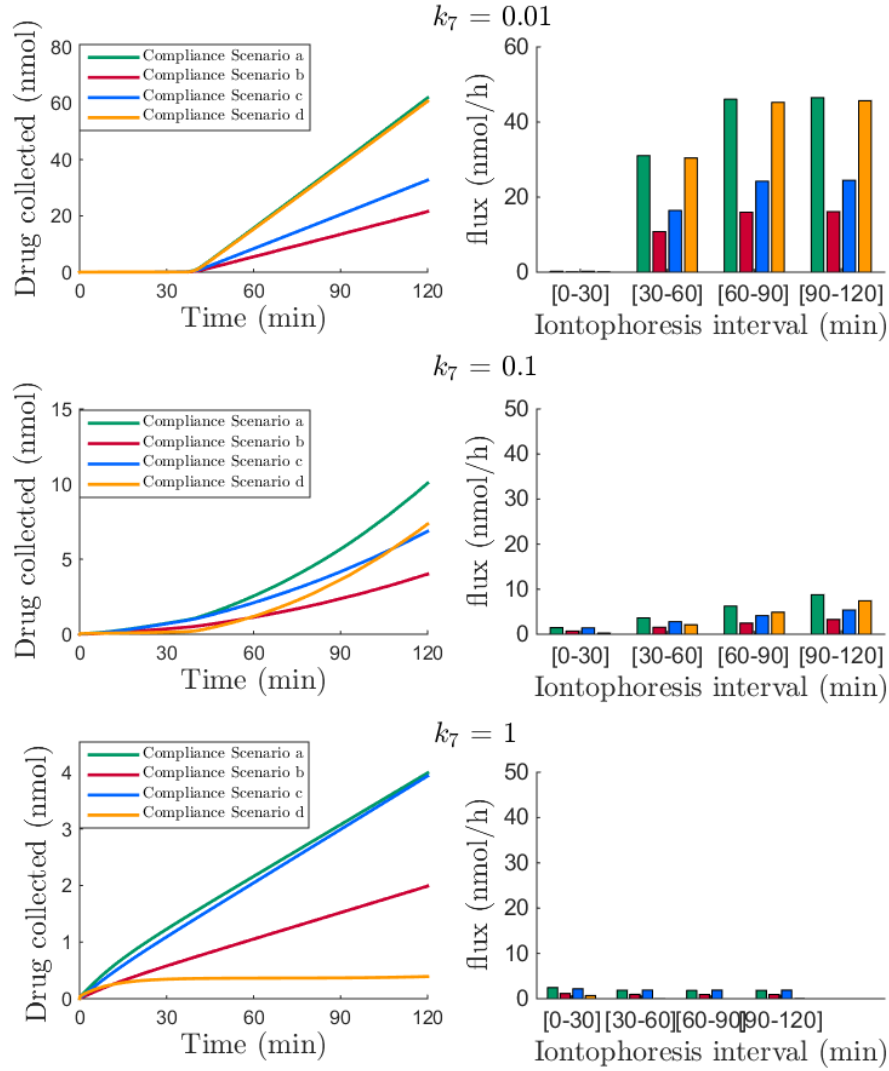 k7 = 0.01
Drug collected (nmol)
80
60
40
20
0
Compliance Scenario a
Compliance Scenario b
Compliance Scenario c
Compliance Scenario d
0 30 60 90 120
Time (min)
flux (nmol/h)
60
40
20
0
[0-30] [30-60] [60-90] [90-120]
Iontophoresis interval (min)
k7 = 0.1
Drug collected (nmol)
15
10
5
0
Compliance Scenario a
Compliance Scenario b
Compliance Scenario c
Compliance Scenario d
0 30 60 90 120
Time (min)
flux (nmol/h)
50
40
30
20
10
0
[0-30] [30-60] [60-90] [90-120]
Iontophoresis interval (min)
k7 = 1
Drug collected (nmol)
4
3
2
1
0
Compliance Scenario a
Compliance Scenario b
Compliance Scenario c
Compliance Scenario d
0 30 60 90 120
Time (min)
flux (nmol/h)
50
40
30
20
10
0
[0-30] [30-60] [60-90] [90-120]
Iontophoresis interval (min)